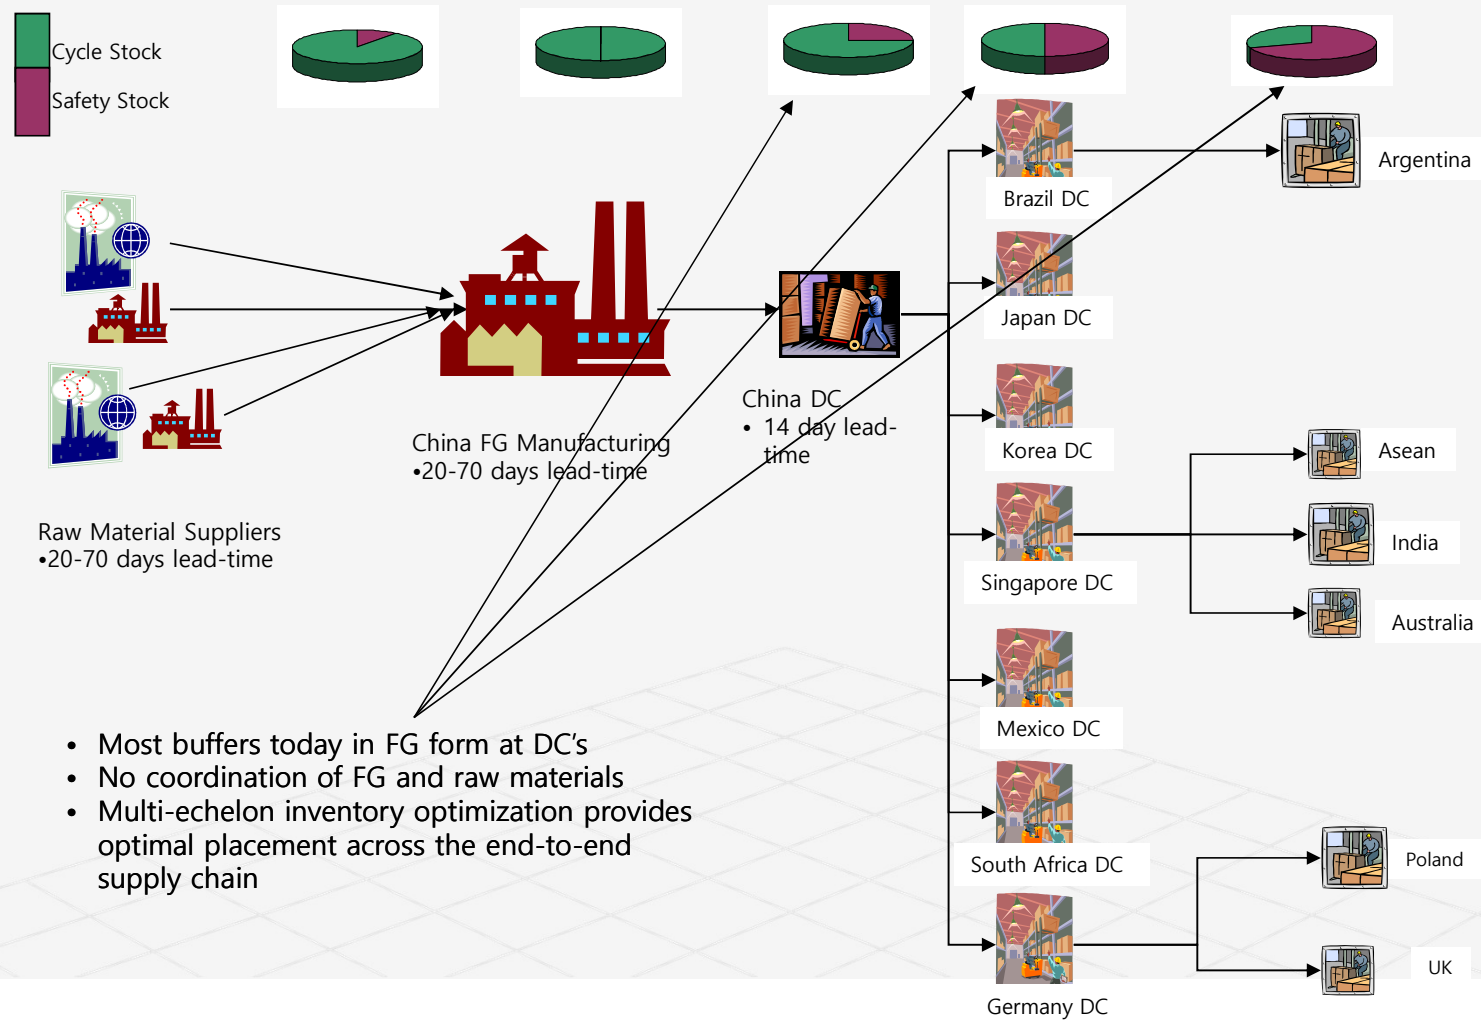 Cycle Stock
Safety Stock
Argentina
Brazil DC
Japan DC
China DC
• 14 day lead-
time
China FG Manufacturing
•20-70 days lead-time
Korea DC
Asean
Raw Material Suppliers
•20-70 days lead-time
India
Singapore DC
Australia
Mexico DC
• Most buffers today in FG form at DC’s
• No coordination of FG and raw materials
• Multi-echelon inventory optimization provides
optimal placement across the end-to-end
supply chain
South Africa DC
Poland
UK
Germany DC